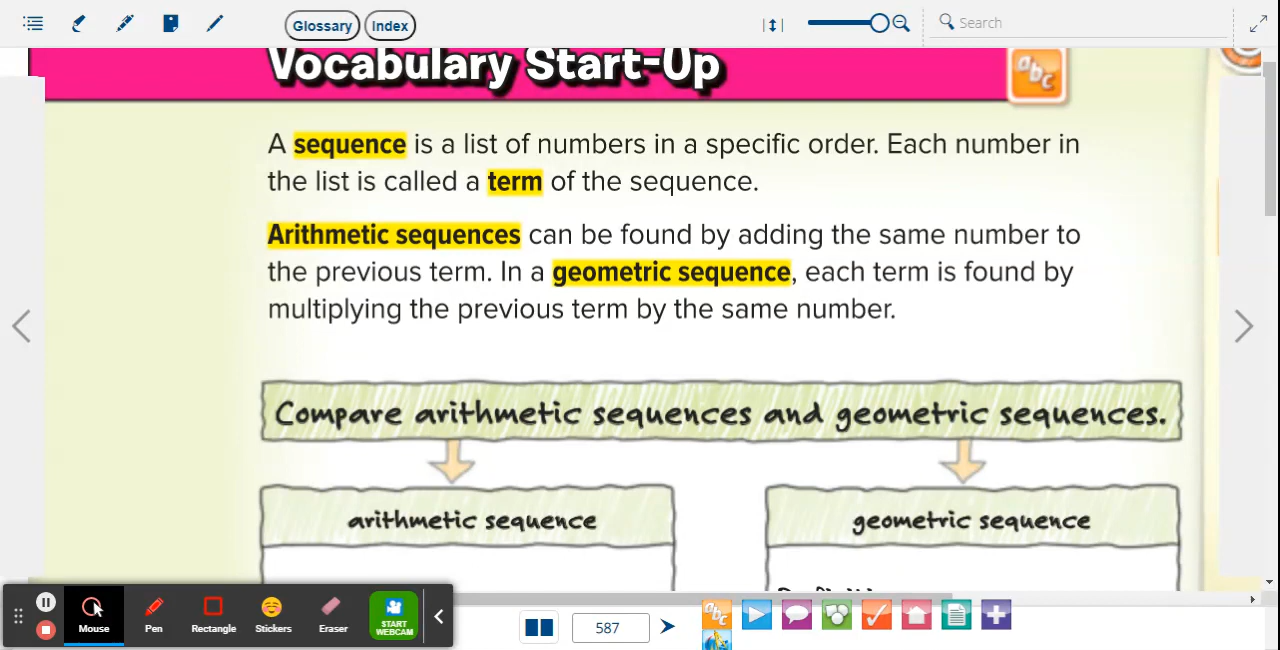 Glossary
Index
Search
Vocabulary Start-Up
abc
A sequence is a list of numbers in a specific order. Each number in
the list is called a term of the sequence.
Arithmetic sequences can be found by adding the same number to
the previous term. In a geometric sequence, each term is found by
multiplying the previous term by the same number.
Compare arithmetic sequences and geometric sequences.
arithmetic sequence
geometric sequence
Mouse
Pen
Rectangle
Stickers
Eraser
START
WEBCAM
587
abc